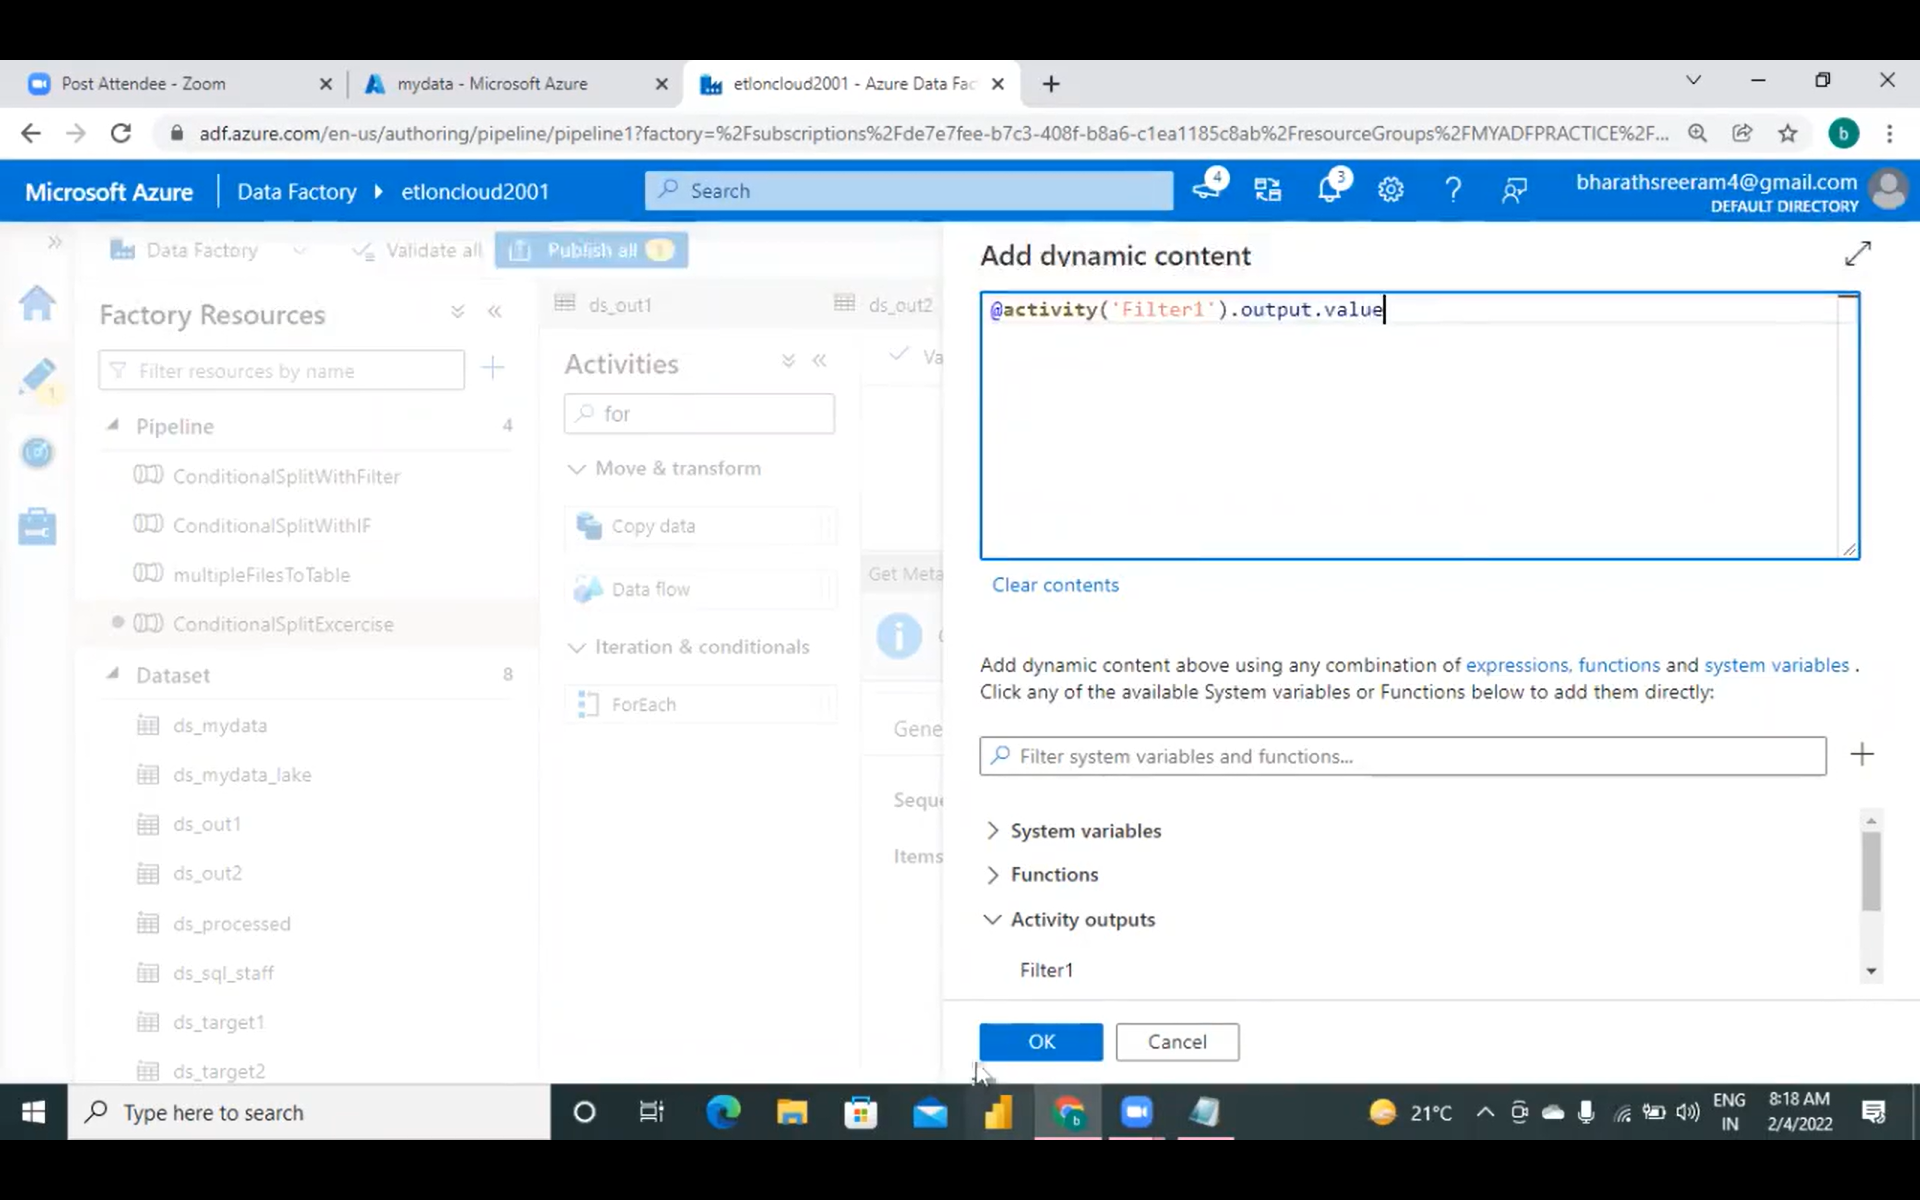 Post Attendee - Zoom
mydata - Microsoft Azure
etloncloud2001 - Azure Data Fac
adf.azure.com/en-us/authoring/pipeline/pipeline1?factory=%2Fsubscriptions%2Fde7e7fee-b7c3-408f-b8a6-c1ea1185c8ab%2FresourceGroups%2FMYADFPRACTICE%2F...
b
Microsoft Azure
Data Factory
etloncloud2001
Search
4
3
bharathsreeram4@gmail.com
DEFAULT DIRECTORY
Data Factory
Validate all
Publish all 1
Factory Resources
Filter resources by name
1
Pipeline 4
ConditionalSplitWithFilter
ConditionalSplitWithIF
multipleFilesToTable
ConditionalSplitExcercise
Dataset 8
ds_mydata
ds_mydata_lake
ds_out1
ds_out2
ds_processed
ds_sql_staff
ds_target1
ds_target2
ds_out1
ds_out2
Activities
for
Move & transform
Copy data
Data flow
Iteration & conditionals
ForEach
Va
Get Meta
Gene
Seque
Items
Add dynamic content
@activity('Filter1').output.value
Clear contents
Add dynamic content above using any combination of expressions, functions and system variables .
Click any of the available System variables or Functions below to add them directly:
Filter system variables and functions...
System variables
Functions
Activity outputs
Filter1
OK
Cancel
Type here to search
21°C
ENG
IN
8:18 AM
2/4/2022